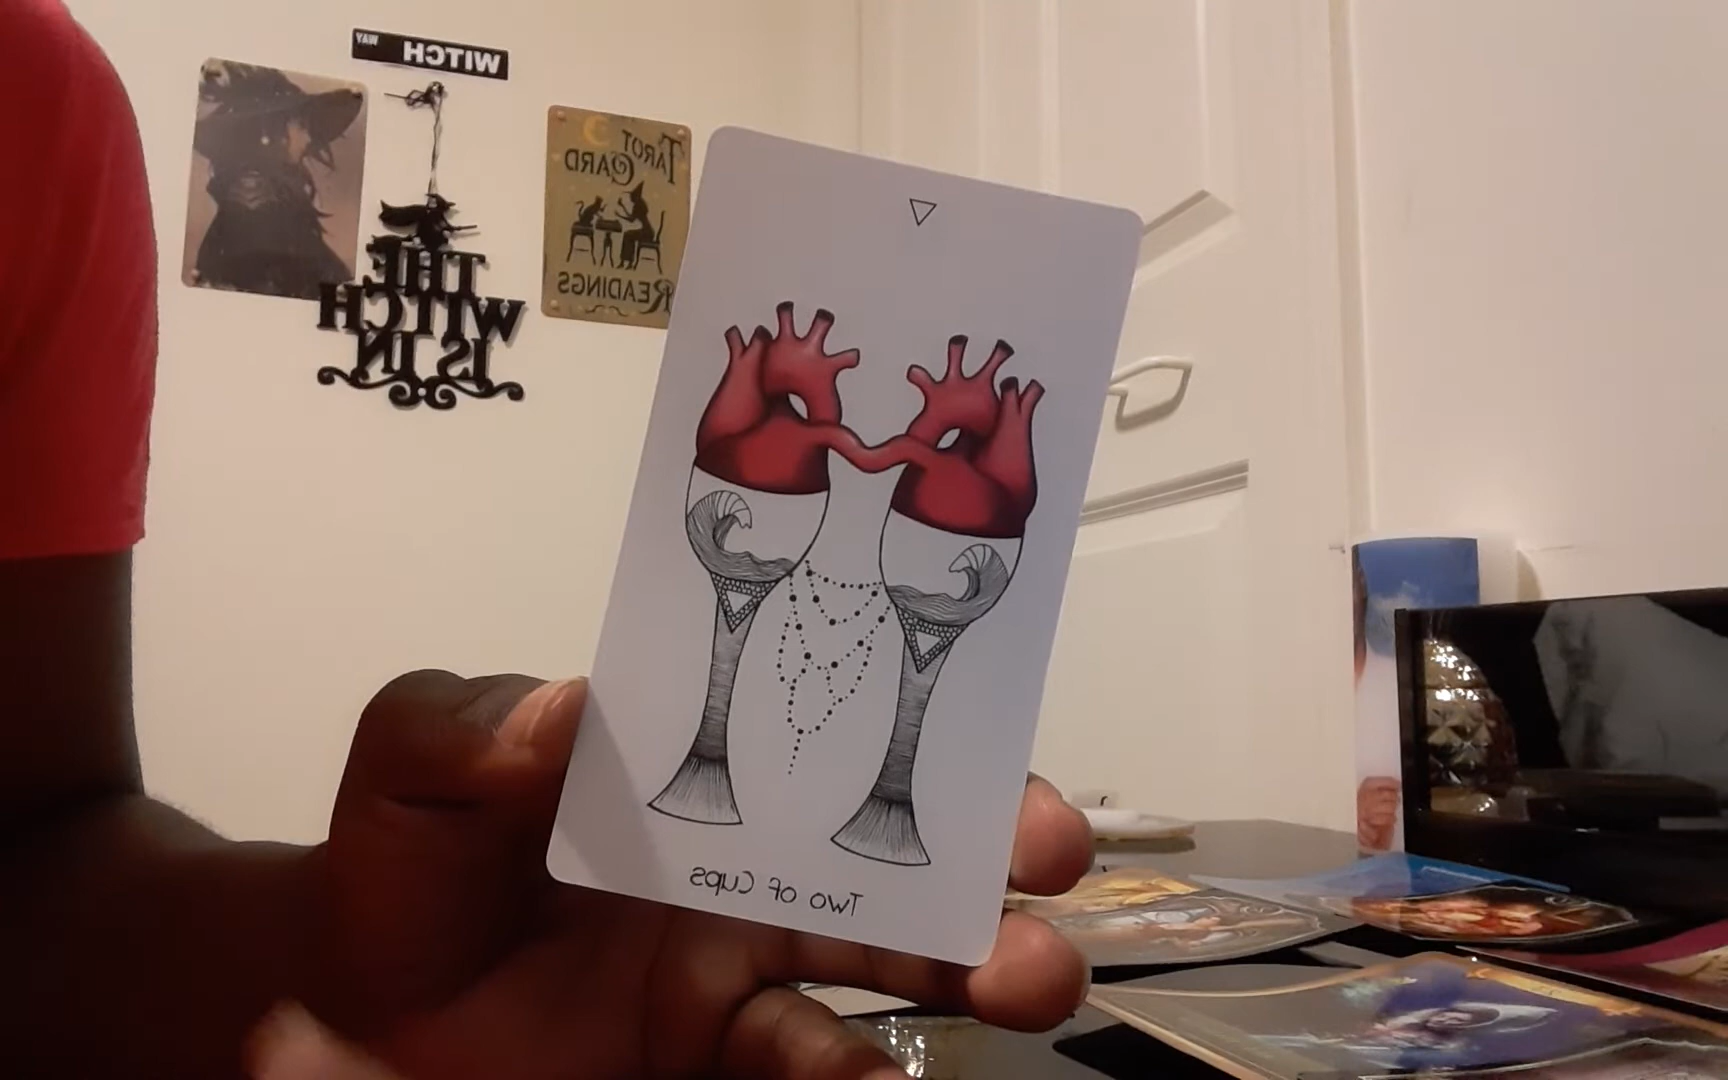 WITCH WAY
THE
WITCH
IS IN
TAROT
CARD
READINGS
Two of Cups